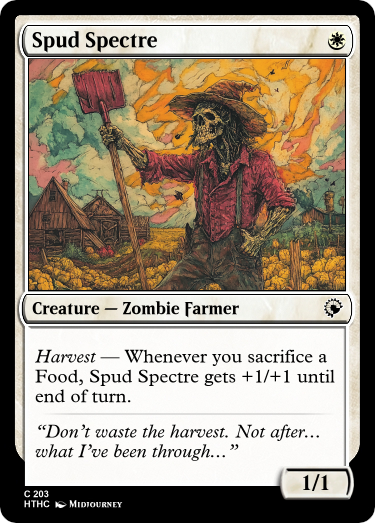 Spud Spectre
Creature — Zombie Farmer
Harvest — Whenever you sacrifice a
Food, Spud Spectre gets +1/+1 until
end of turn.
“Don’t waste the harvest. Not after…
what I’ve been through…”
1/1
C 203
HTHC Midjourney